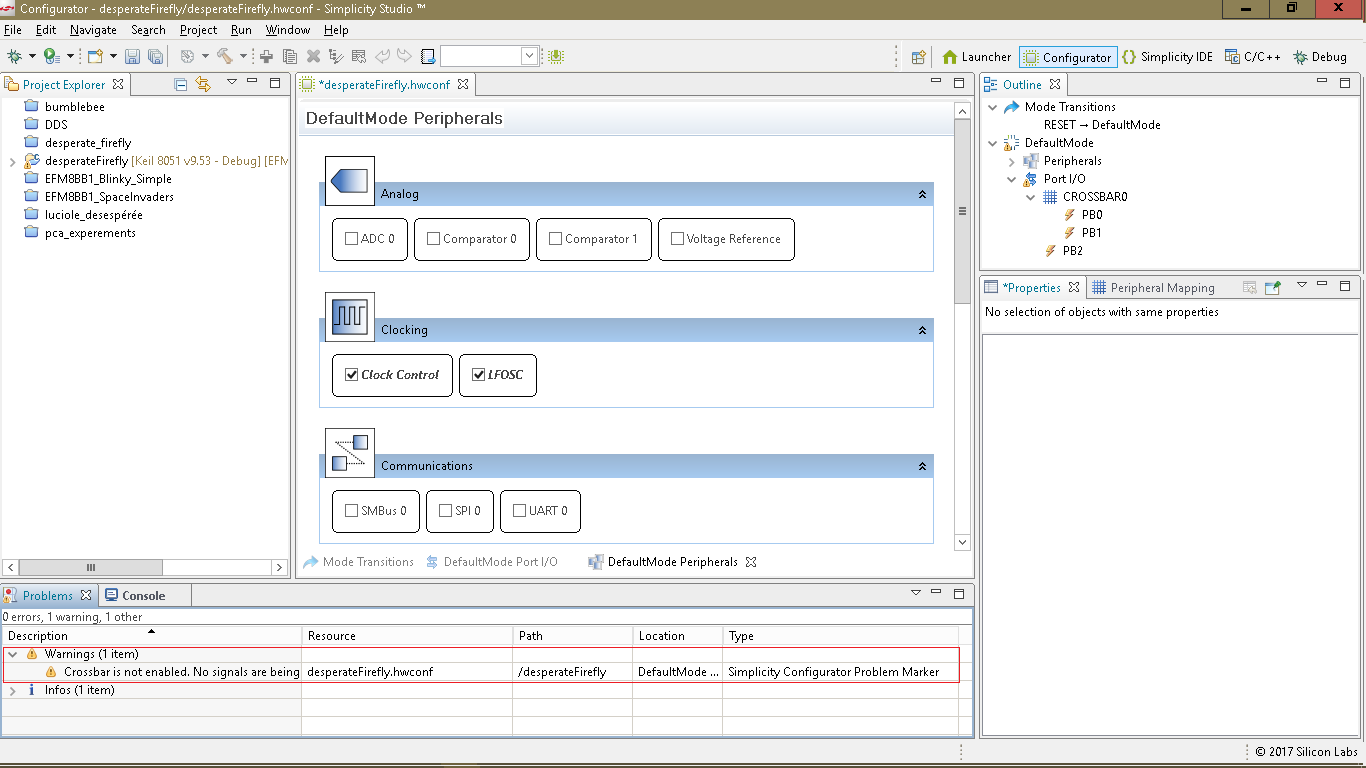 Configurator - desperateFirefly/desperateFirefly.hwconf - Simplicity Studio ™
File Edit Navigate Search Project Run Window Help
Launcher Configurator Simplicity IDE C/C++ Debug
Project Explorer
bumblebee
DDS
desperate_firefly
desperateFirefly [Keil 8051 v9.53 - Debug] [EFM
EFM8BB1_Blinky_Simple
EFM8BB1_SpaceInvaders
luciole_desespérée
pca_experements
*desperateFirefly.hwconf
DefaultMode Peripherals
Analog
ADC 0 Comparator 0 Comparator 1 Voltage Reference
Clocking
Clock Control LFOSC
Communications
SMBus 0 SPI 0 UART 0
Mode Transitions DefaultMode Port I/O DefaultMode Peripherals
Outline
Mode Transitions
RESET → DefaultMode
DefaultMode
Peripherals
Port I/O
CROSSBAR0
PB0
PB1
PB2
*Properties Peripheral Mapping
No selection of objects with same properties
Problems Console
0 errors, 1 warning, 1 other
Description Resource Path Location Type
Warnings (1 item)
Crossbar is not enabled. No signals are being desperateFirefly.hwconf /desperateFirefly DefaultMode ... Simplicity Configurator Problem Marker
Infos (1 item)
© 2017 Silicon Labs